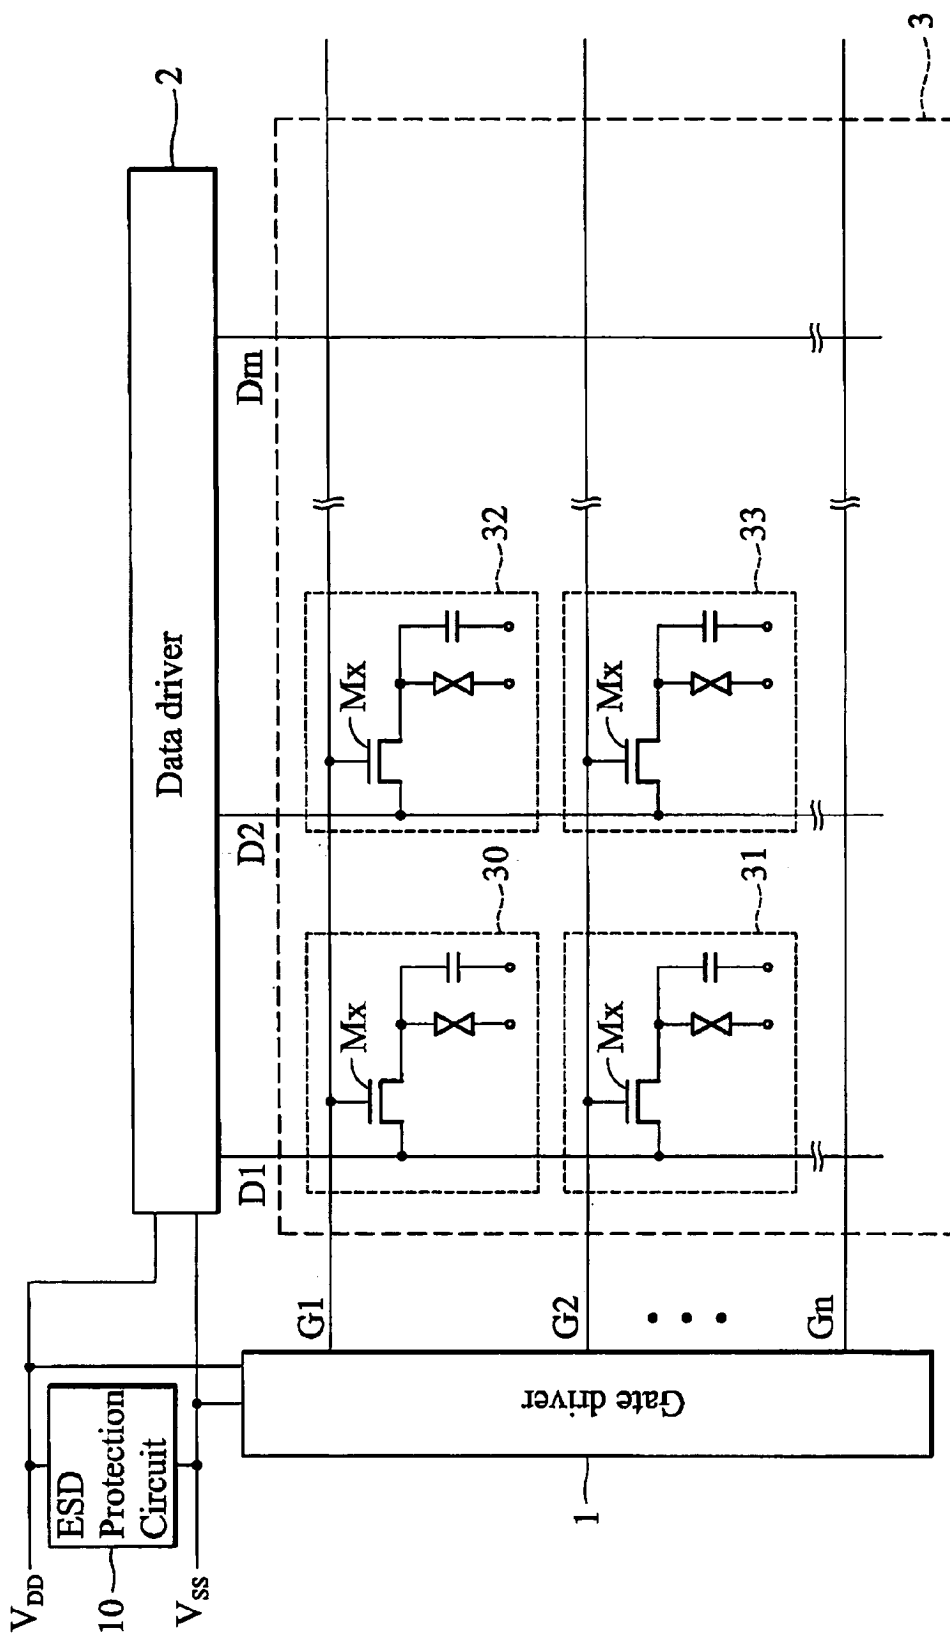 V_DD
10
V_SS
ESD
Protection
Circuit
Data driver
2
D1
D2
Dm
3
Gate driver
1
G1
G2
Gn
Mx
30
Mx
32
Mx
31
Mx
33